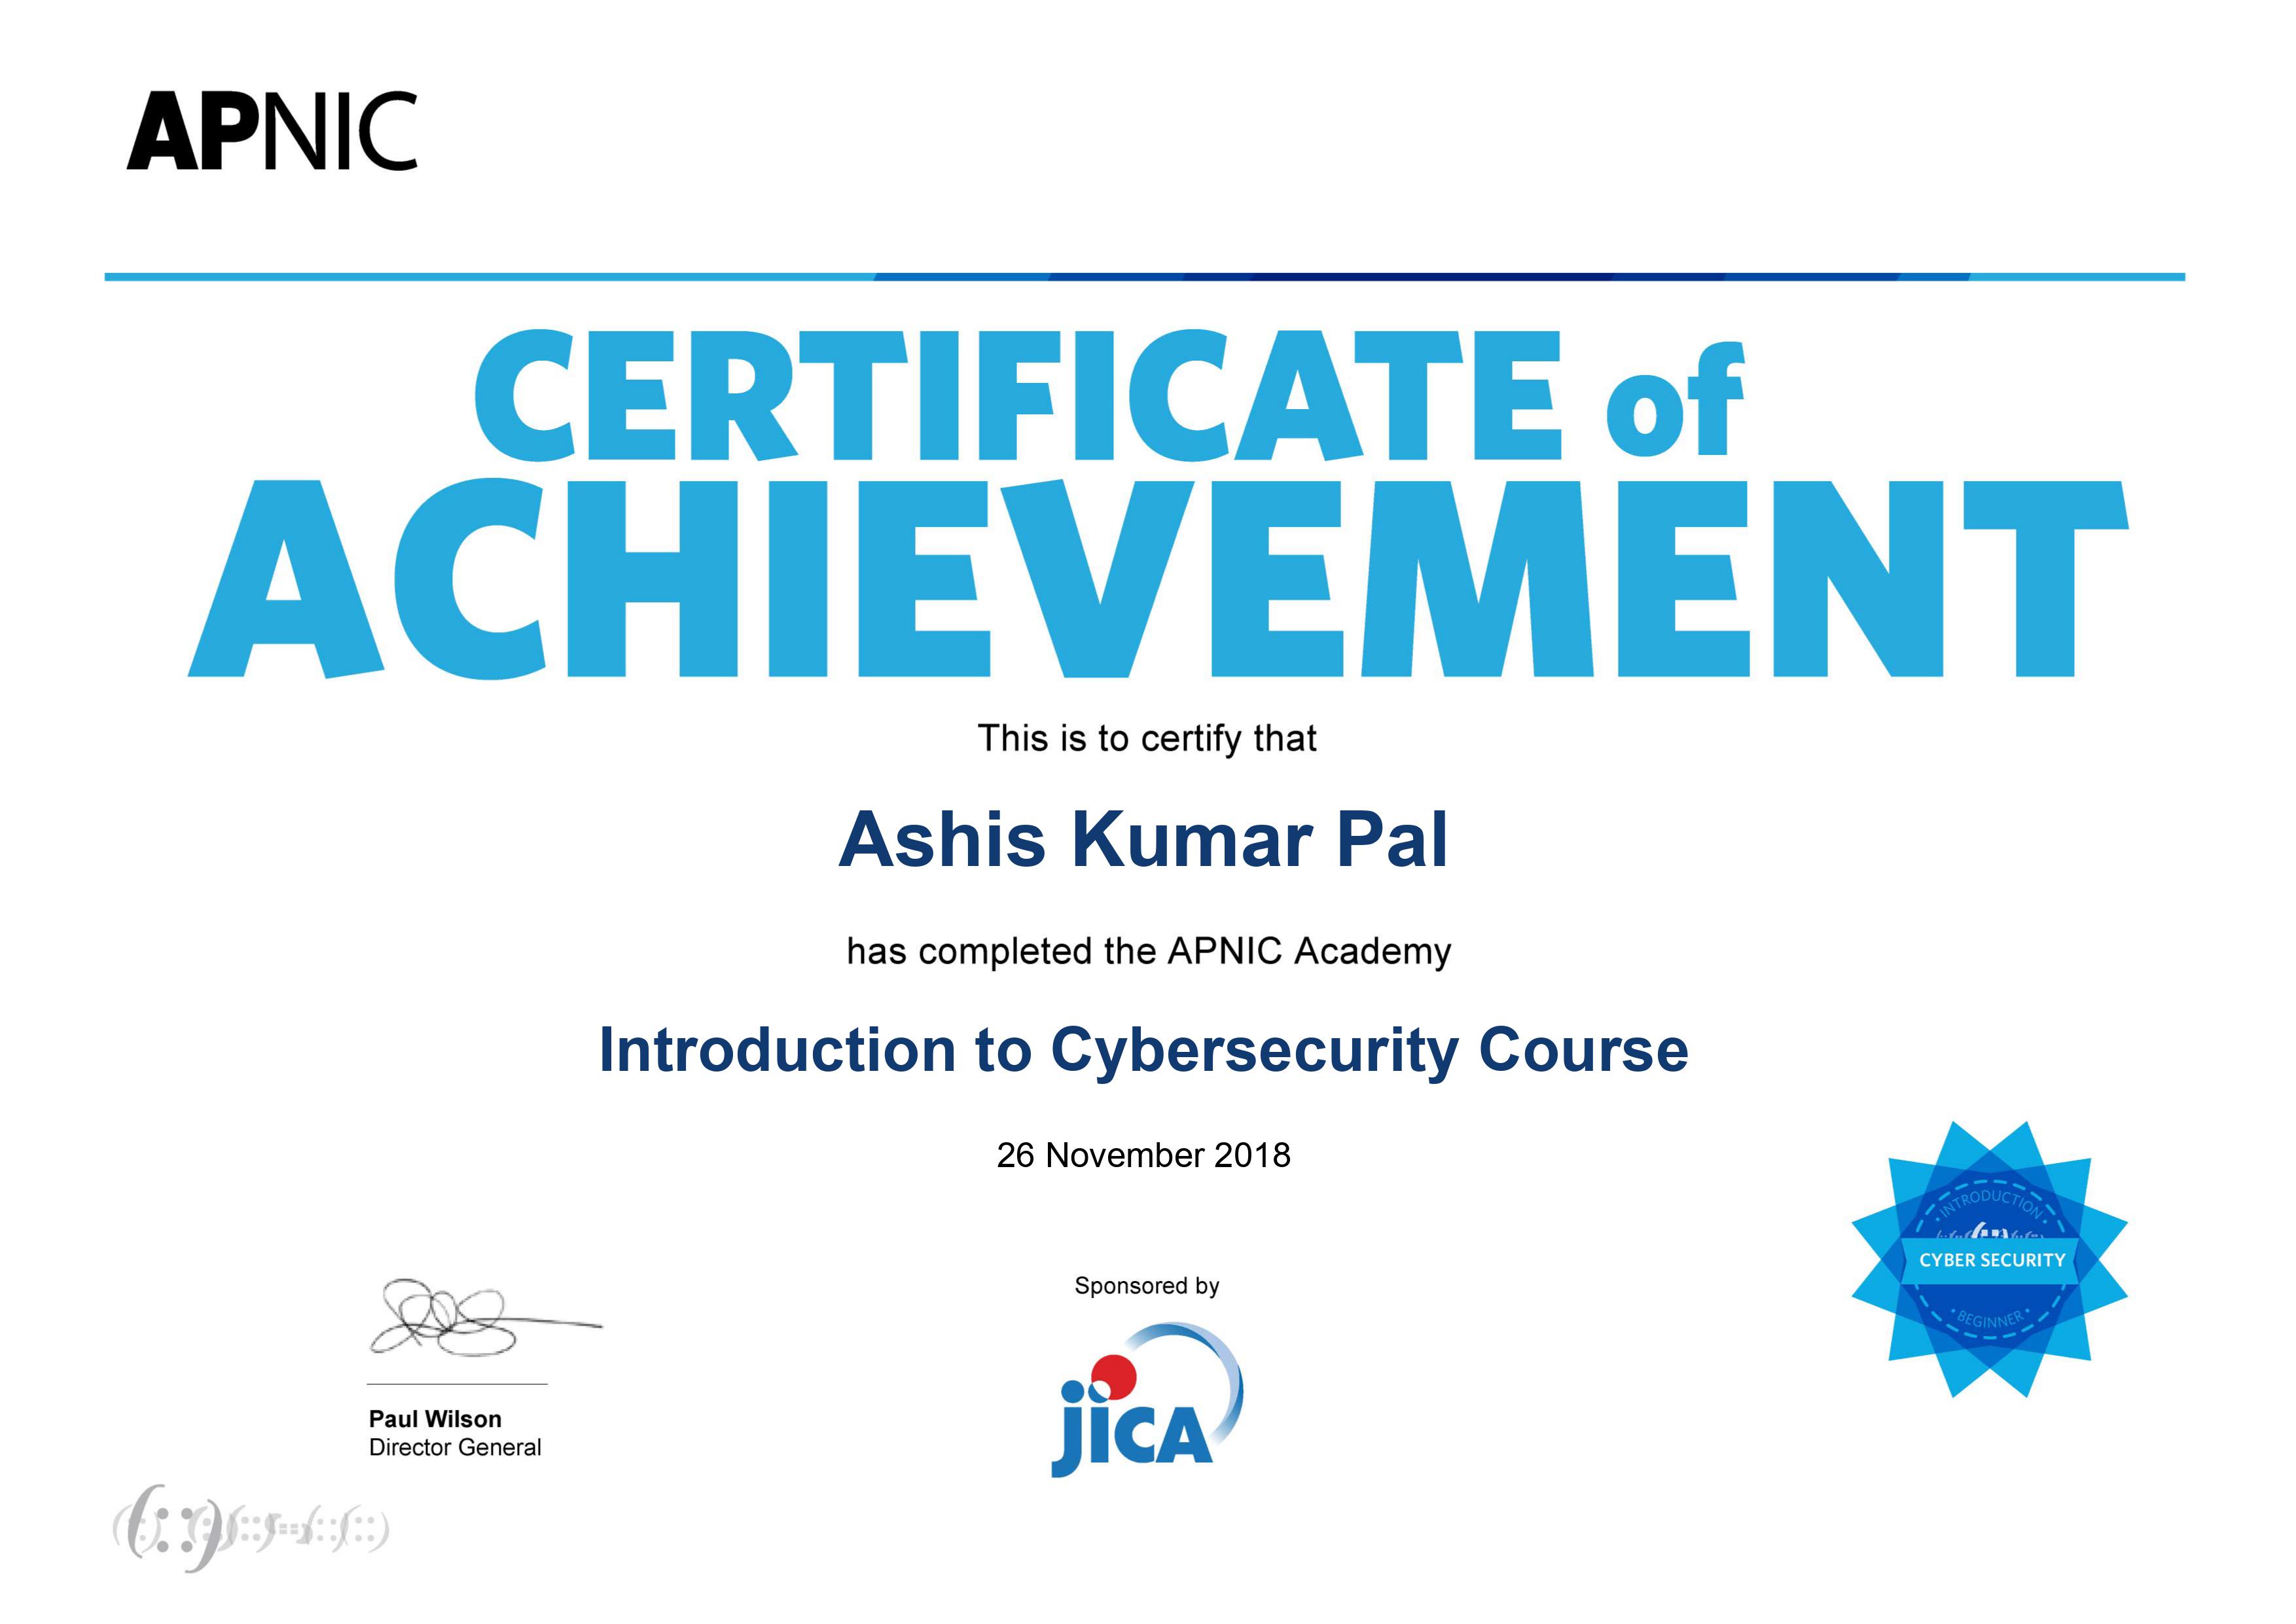 APNIC
CERTIFICATE of
ACHIEVEMENT
This is to certify that
Ashis Kumar Pal
has completed the APNIC Academy
Introduction to Cybersecurity Course
26 November 2018
INTRODUCTION
CYBER SECURITY
BEGINNER
Sponsored by
jica
Paul Wilson
Director General